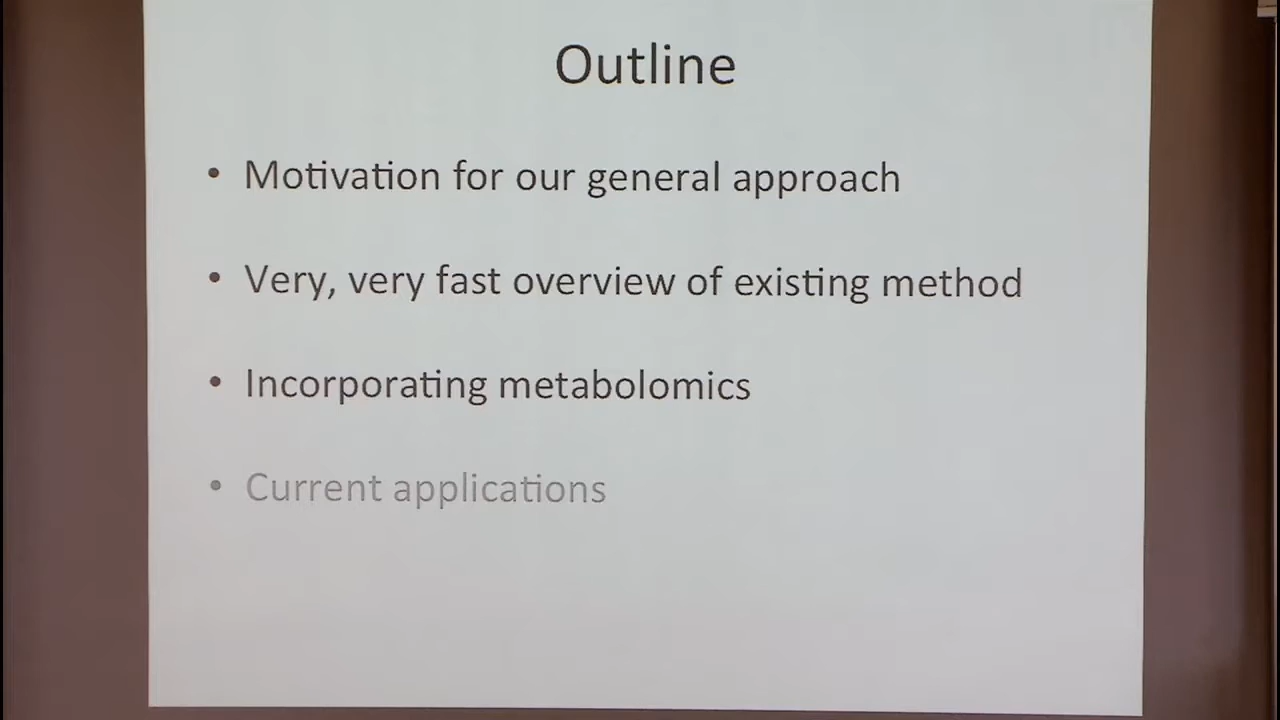 Outline
• Motivation for our general approach
• Very, very fast overview of existing method
• Incorporating metabolomics
• Current applications